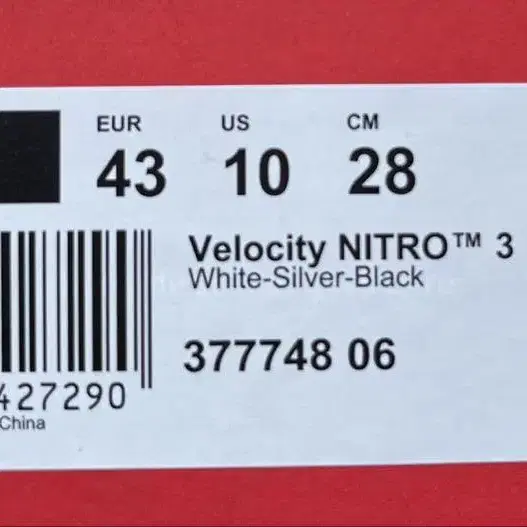 EUR US CM
43 10 28
Velocity NITRO™ 3
White-Silver-Black
377748 06
427290
China